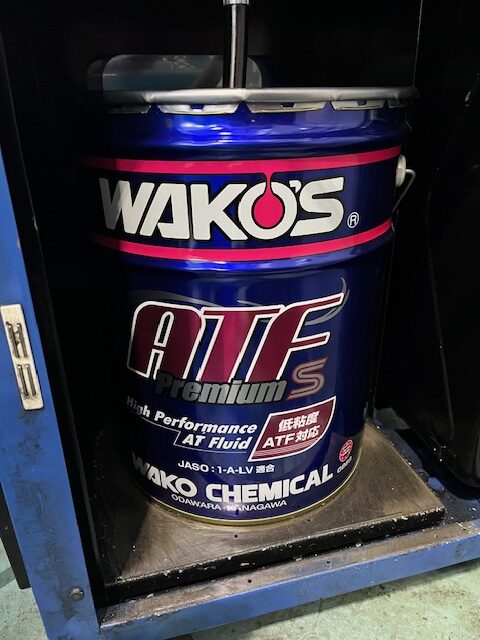 WAKO'S®
ATF
Premium S
High Performance
AT Fluid
低粘度
ATF対応
JASO:1-A-LV 適合
WAKO CHEMICAL
ODAWARA·KANAGAWA